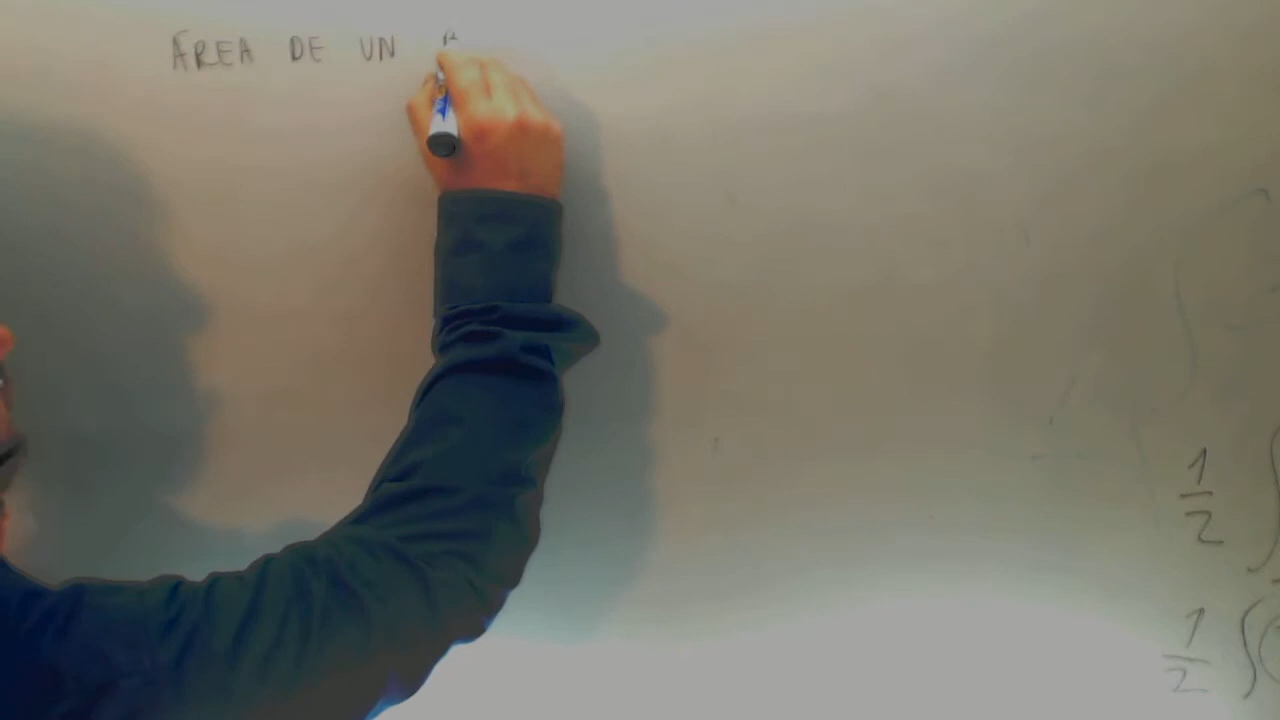 ÁREA DE UN
1/2 ∫
1/2 ∫